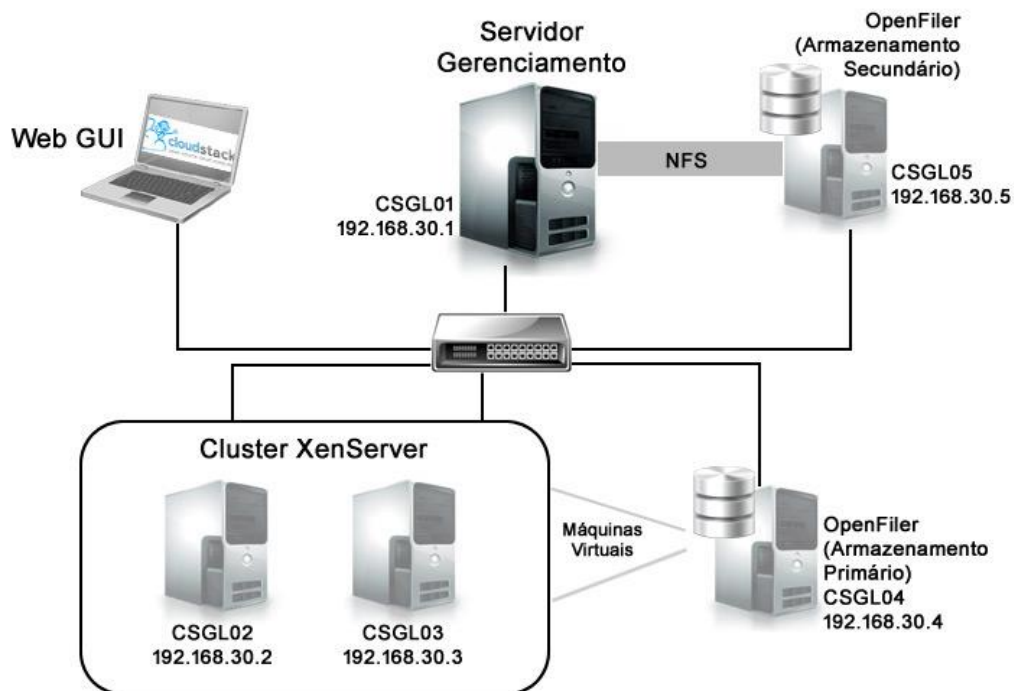 Servidor
Gerenciamento
OpenFiler
(Armazenamento
Secundário)
Web GUI
cloudstack
NFS
CSGL01
192.168.30.1
CSGL05
192.168.30.5
Cluster XenServer
CSGL02
192.168.30.2
CSGL03
192.168.30.3
Máquinas
Virtuais
OpenFiler
(Armazenamento
Primário)
CSGL04
192.168.30.4